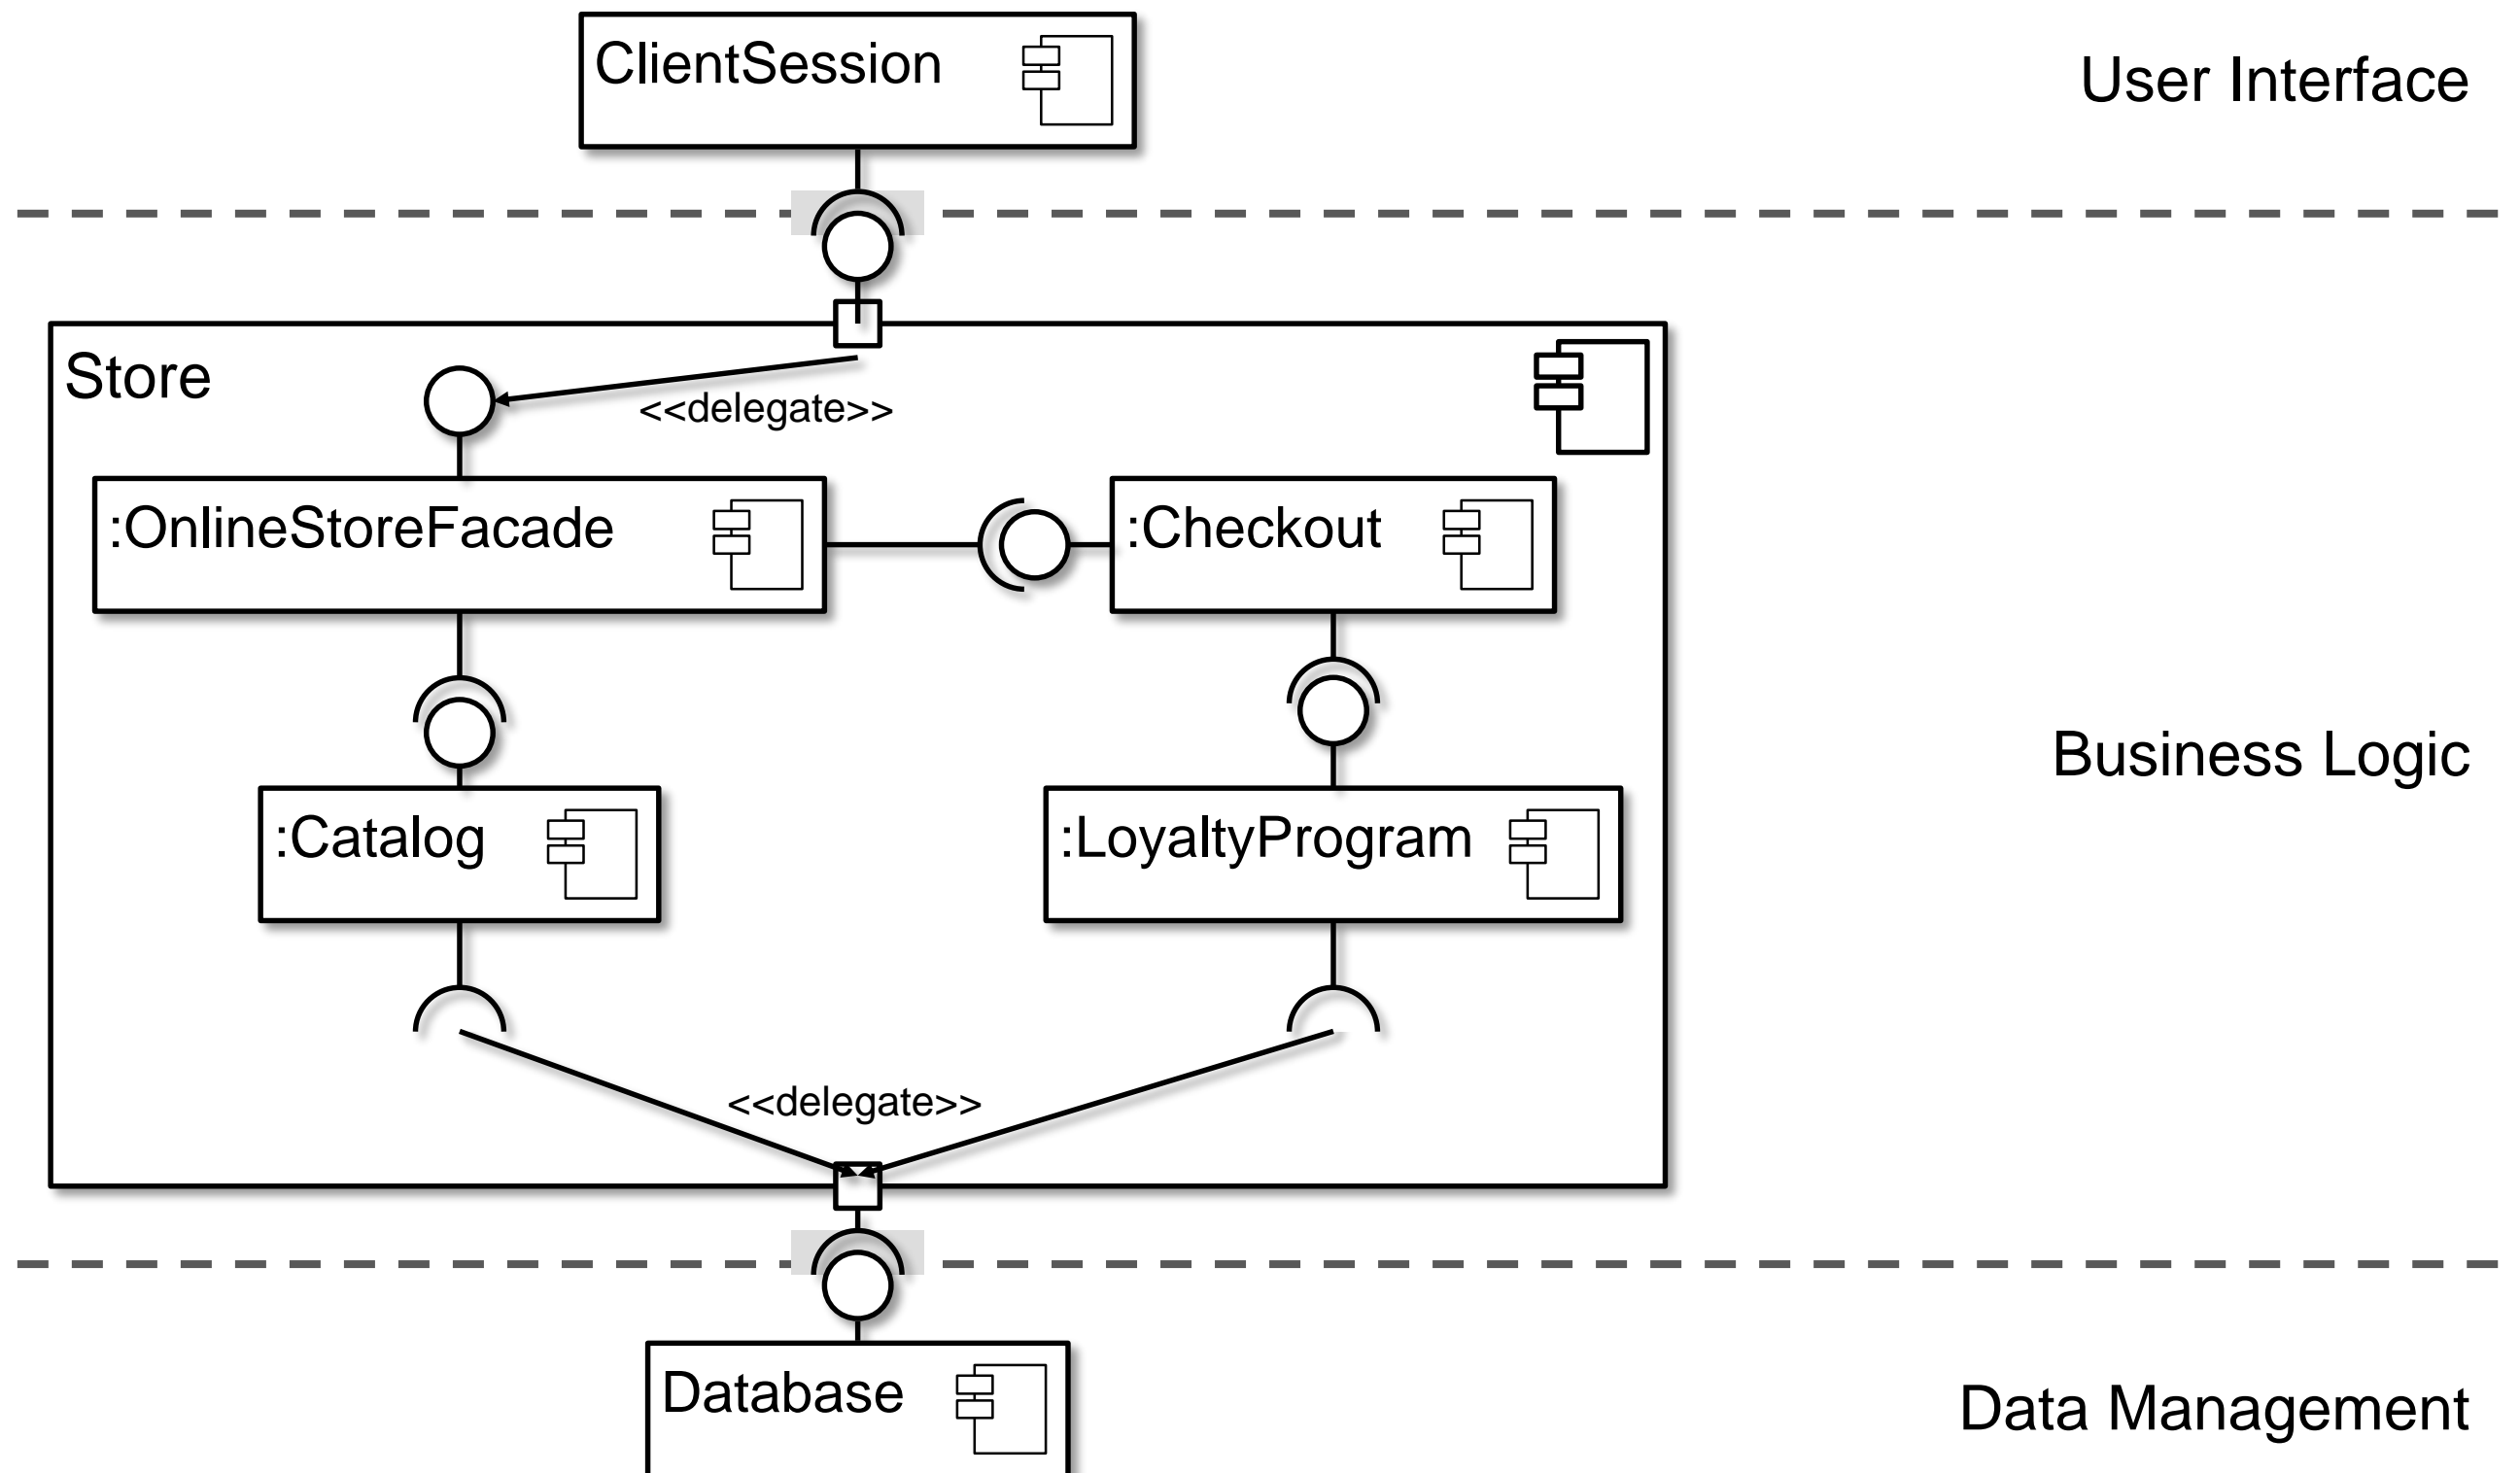 ClientSession
User Interface
Store
<<delegate>>
:OnlineStoreFacade
:Checkout
Business Logic
:Catalog
:LoyaltyProgram
<<delegate>>
Database
Data Management